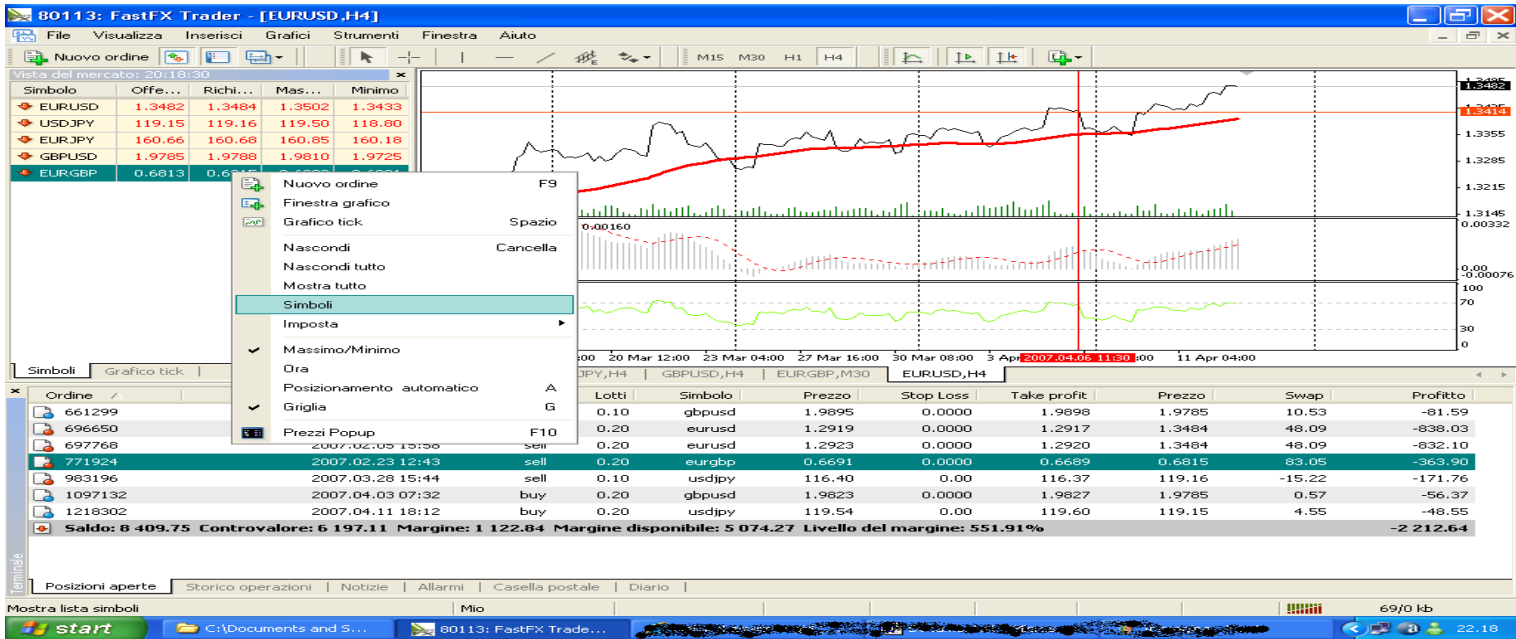 80113: FastFX Trader - [EURUSD,H4]
File Visualizza Inserisci Grafici Strumenti Finestra Aiuto
Nuovo ordine M15 M30 H1 H4
Vista del mercato: 20:18:30
Simbolo Offe... Richi... Mas... Minimo
EURUSD 1.3482 1.3484 1.3502 1.3433
USDJPY 119.15 119.16 119.50 118.80
EURJPY 160.66 160.68 160.85 160.18
GBPUSD 1.9785 1.9788 1.9810 1.9725
EURGBP 0.6813
Nuovo ordine F9
Finestra grafico
Grafico tick Spazio
Nascondi Cancella
Nascondi tutto
Mostra tutto
Simboli
Imposta
Massimo/Minimo
Ora
Posizionamento automatico A
Griglia G
Prezzi Popup F10
1.3482
1.3414
1.3355
1.3285
1.3215
1.3145
0.00160
0.00332
0.00
-0.00076
100
70
30
0
:00 20 Mar 12:00 23 Mar 04:00 27 Mar 16:00 30 Mar 08:00 3 Apr 2007.04.06 11:30 :00 11 Apr 04:00
Simboli Grafico tick
JPY,H4 GBPUSD,H4 EURGBP,M30 EURUSD,H4
Ordine Lotti Simbolo Prezzo Stop Loss Take profit Prezzo Swap Profitto
661299 0.10 gbpusd 1.9895 0.0000 1.9898 1.9785 10.53 -81.59
696650 0.20 eurusd 1.2919 0.0000 1.2917 1.3484 48.09 -838.03
697768 2007.02.05 15:58 sell 0.20 eurusd 1.2923 0.0000 1.2920 1.3484 48.09 -832.10
771924 2007.02.23 12:43 sell 0.20 eurgbp 0.6691 0.0000 0.6689 0.6815 83.05 -363.90
983196 2007.03.28 15:44 sell 0.10 usdjpy 116.40 0.00 116.37 119.16 -15.22 -171.76
1097132 2007.04.03 07:32 buy 0.20 gbpusd 1.9823 0.0000 1.9827 1.9785 0.57 -56.37
1218302 2007.04.11 18:12 buy 0.20 usdjpy 119.54 0.00 119.60 119.15 4.55 -48.55
Saldo: 8 409.75 Controvalore: 6 197.11 Margine: 1 122.84 Margine disponibile: 5 074.27 Livello del margine: 551.91% -2 212.64
Terminale
Posizioni aperte Storico operazioni Notizie Allarmi Casella postale Diario
Mostra lista simboli Mio 69/0 kb
start C:\Documents and S... 80113: FastFX Trade... 22.18